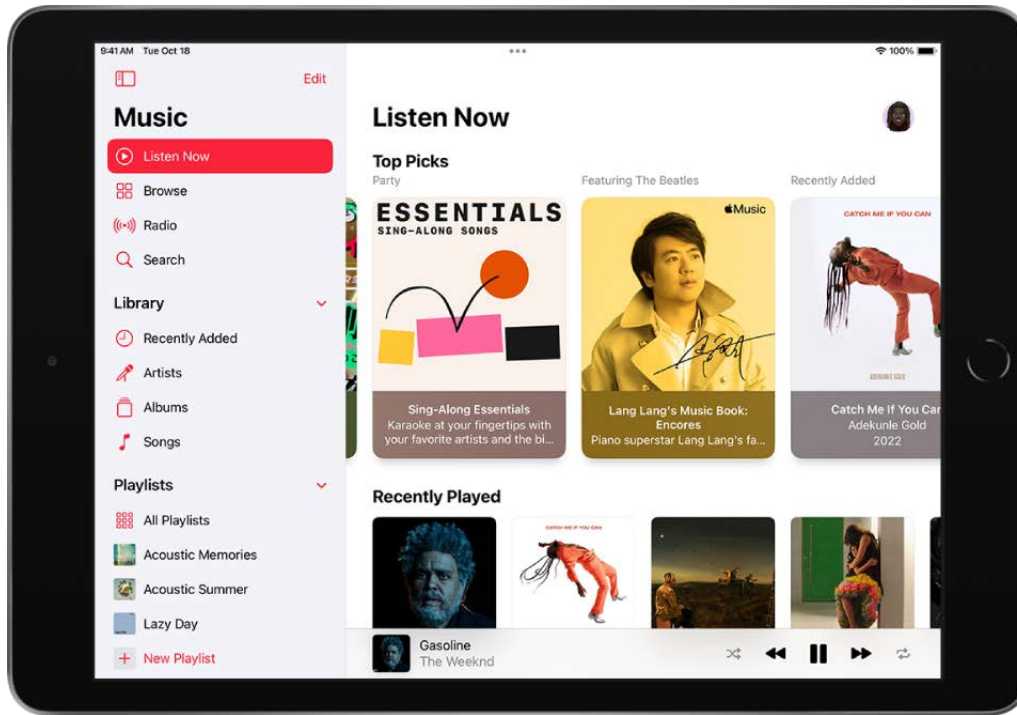 9:41 AM Tue Oct 18
100%
Edit
Music
Listen Now
Browse
Radio
Search
Library
Recently Added
Artists
Albums
Songs
Playlists
All Playlists
Acoustic Memories
Acoustic Summer
Lazy Day
New Playlist
Listen Now
Top Picks
Party
ESSENTIALS
SING-ALONG SONGS
Sing-Along Essentials
Karaoke at your fingertips with
your favorite artists and the bi...
Featuring The Beatles
Music
Lang Lang's Music Book:
Encores
Piano superstar Lang Lang's fa...
Recently Added
CATCH ME IF YOU CAN
ADEKUNLE GOLD
Catch Me If You Can
Adekunle Gold
2022
Recently Played
CATCH ME IF YOU CAN
Gasoline
The Weeknd